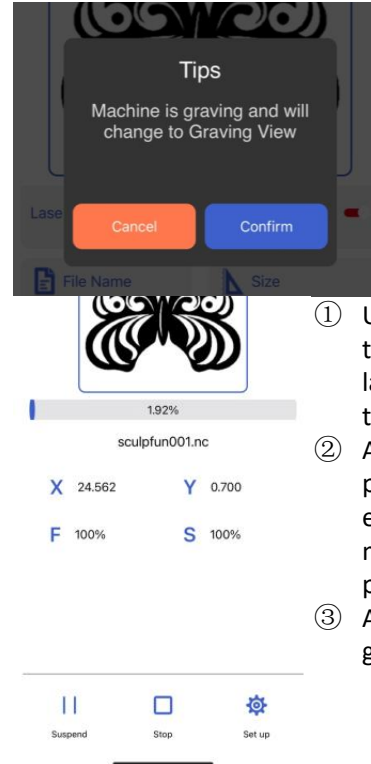 Tips
Machine is graving and will
change to Graving View
Cancel
Confirm
File Name
Size
1.92%
sculpfun001.nc
X 24.562 Y 0.700
F 100% S 100%
Suspend Stop Set up
①
②
③